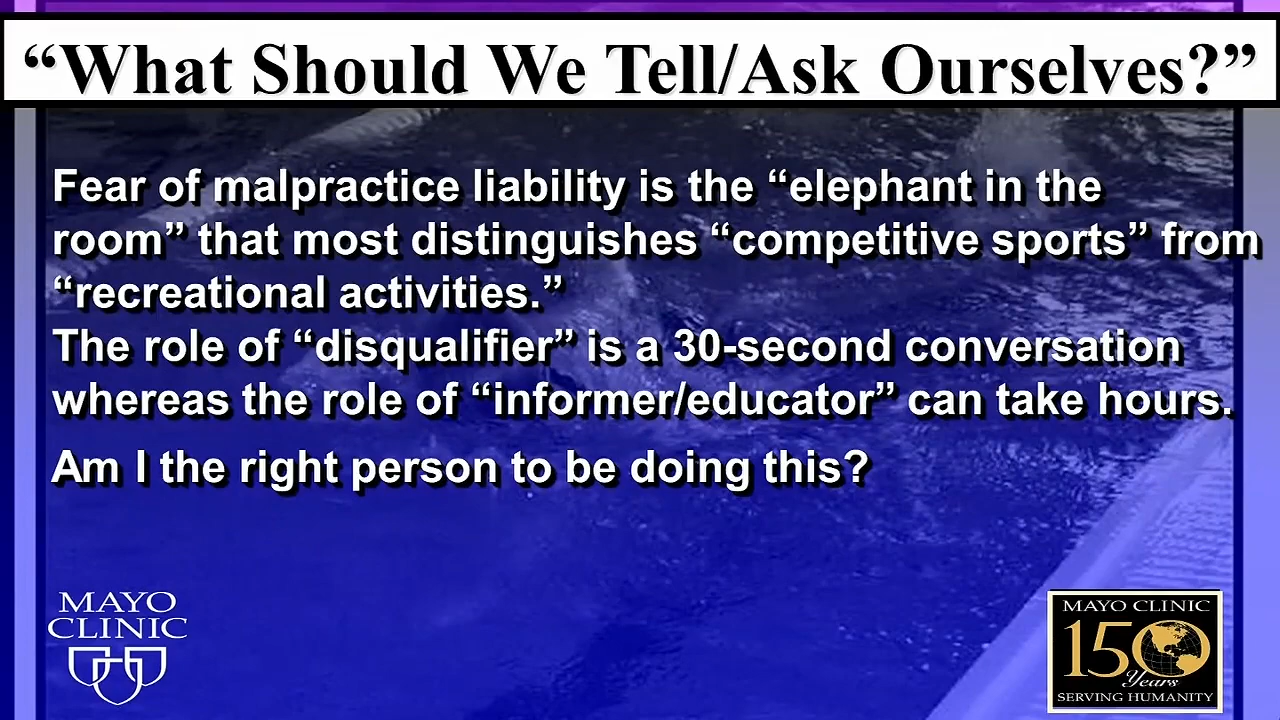 “What Should We Tell/Ask Ourselves?”
Fear of malpractice liability is the “elephant in the
room” that most distinguishes “competitive sports” from
“recreational activities.”
The role of “disqualifier” is a 30-second conversation
whereas the role of “informer/educator” can take hours.
Am I the right person to be doing this?
MAYO
CLINIC
MAYO CLINIC
150
Years
SERVING HUMANITY